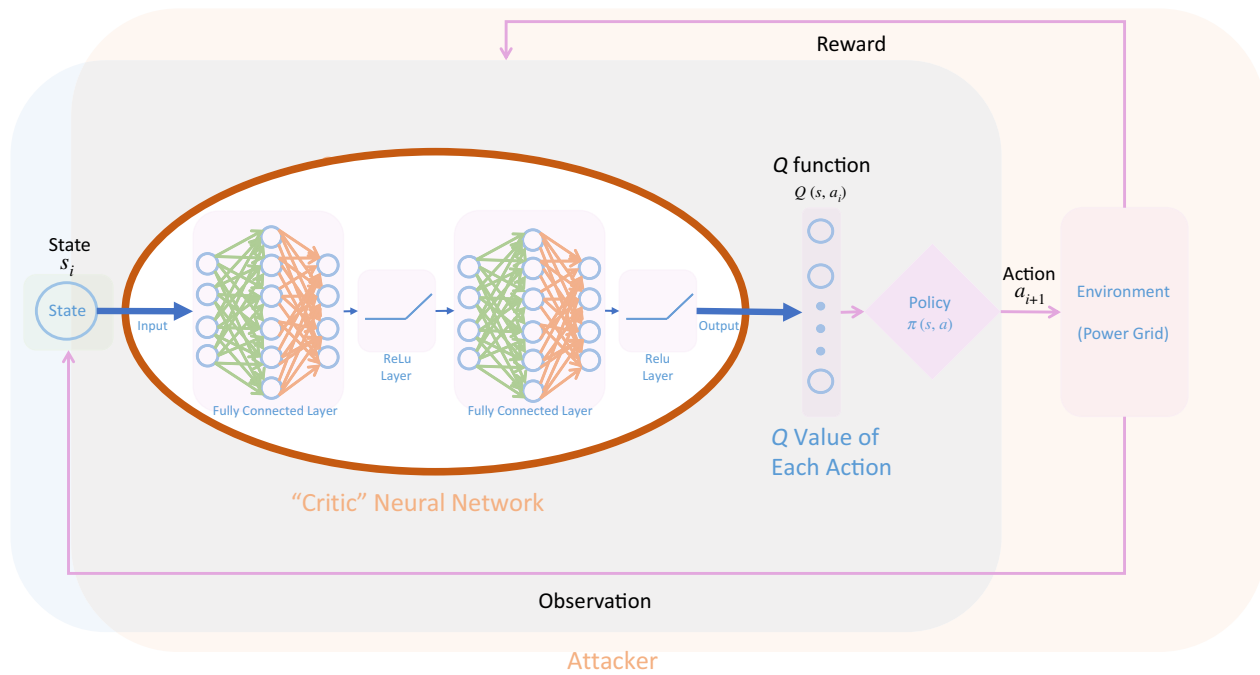 Reward
Q function
Q (s, a_i)
State
s_i
State
Input
ReLu
Layer
Fully Connected Layer
Relu
Layer
Fully Connected Layer
Output
Policy
π (s, a)
Action
a_{i+1}
Environment
(Power Grid)
Q Value of
Each Action
“Critic” Neural Network
Observation
Attacker